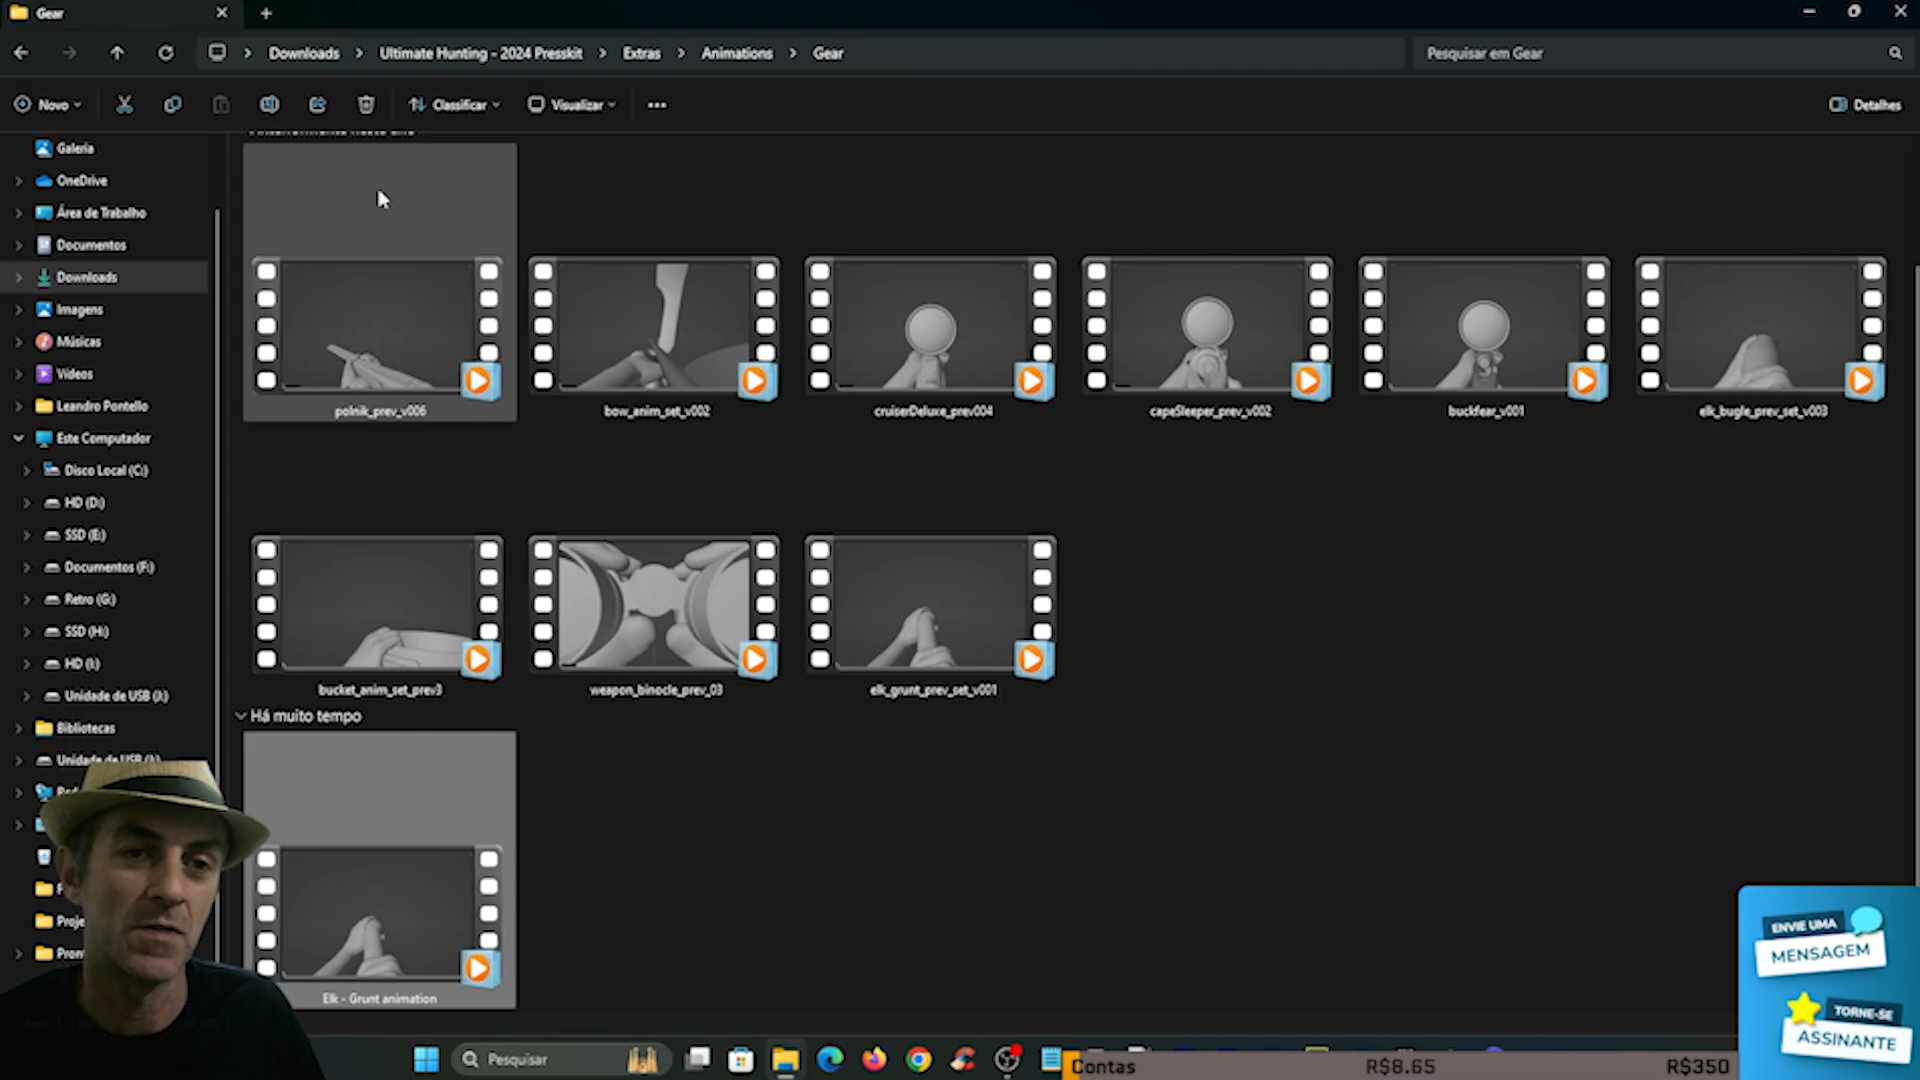 Gear
Downloads
Ultimate Hunting - 2024 Presskit
Extras
Animations
Gear
Pesquisar em Gear
Novo
Classificar
Visualizar
Detalhes
Galeria
OneDrive
Área de Trabalho
Documentos
Downloads
Imagens
Músicas
Vídeos
Leandro Pontello
Este Computador
Disco Local (C:)
HD (D:)
SSD (E:)
Documentos (F:)
Retro (G:)
SSD (H:)
HD (I:)
Unidade de USB (J:)
Bibliotecas
Unidade de USB (J:)
polnik_prev_v006
bow_anim_set_v002
cruiserDeluxe_prev004
capeSleeper_prev_v002
buckfear_v001
elk_bugle_prev_set_v003
bucket_anim_set_prev3
weapon_binocle_prev_03
elk_grunt_prev_set_v001
Há muito tempo
Elk - Grunt animation
ENVIE UMA
MENSAGEM
TORNE-SE
ASSINANTE
Pesquisar
Contas
R$8.65
R$350